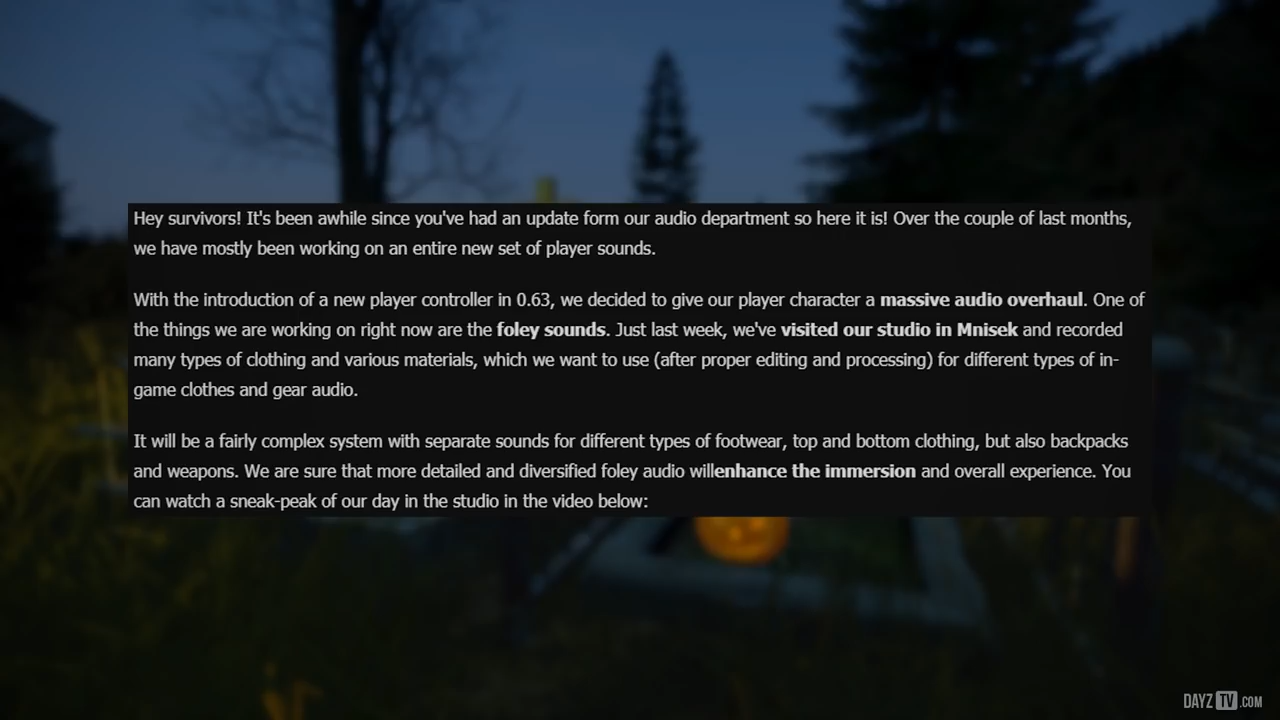 Hey survivors! It's been awhile since you've had an update form our audio department so here it is! Over the couple of last months,
we have mostly been working on an entire new set of player sounds.
With the introduction of a new player controller in 0.63, we decided to give our player character a massive audio overhaul. One of
the things we are working on right now are the foley sounds. Just last week, we've visited our studio in Mnisek and recorded
many types of clothing and various materials, which we want to use (after proper editing and processing) for different types of in-
game clothes and gear audio.
It will be a fairly complex system with separate sounds for different types of footwear, top and bottom clothing, but also backpacks
and weapons. We are sure that more detailed and diversified foley audio willenhance the immersion and overall experience. You
can watch a sneak-peak of our day in the studio in the video below:
DAYZ TV .COM